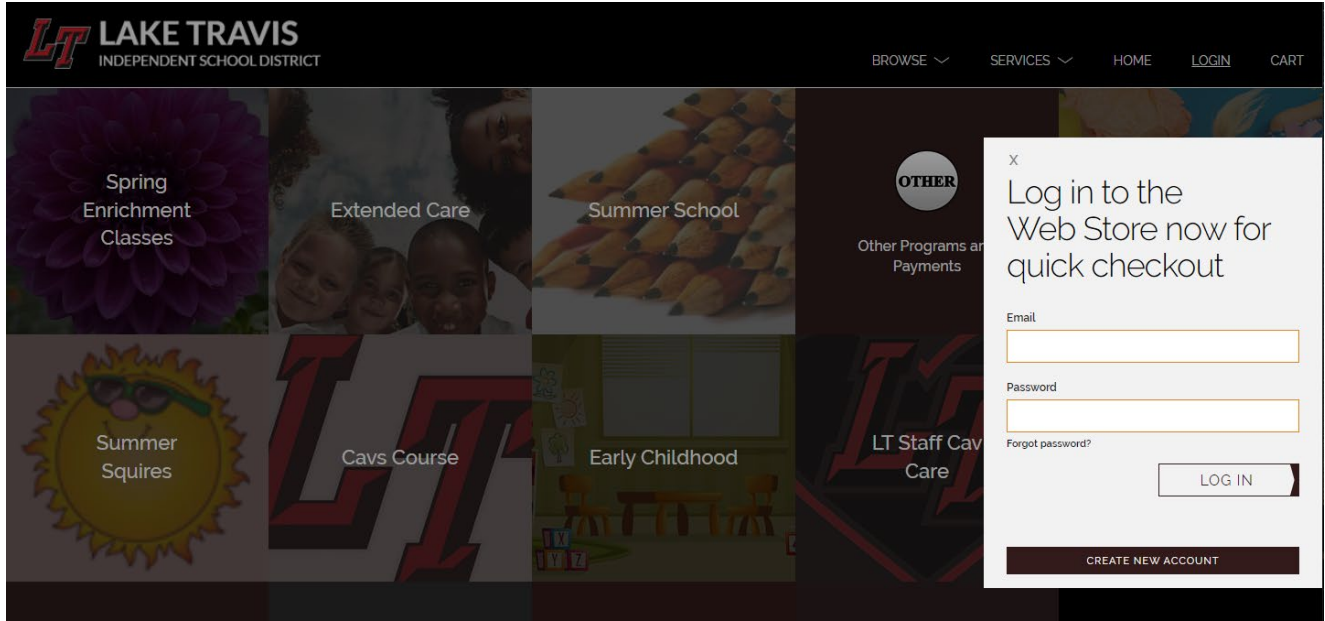 LT LAKE TRAVIS
INDEPENDENT SCHOOL DISTRICT
BROWSE SERVICES HOME LOGIN CART
Spring
Enrichment
Classes
Extended Care
Summer School
OTHER
Other Programs
Payments
X
Log in to the
Web Store now for
quick checkout
Email
Password
Forgot password?
LOG IN
CREATE NEW ACCOUNT
Summer
Squires
LT
Cavs Course
Early Childhood
X
Y Z
LT Staff Cav
Care